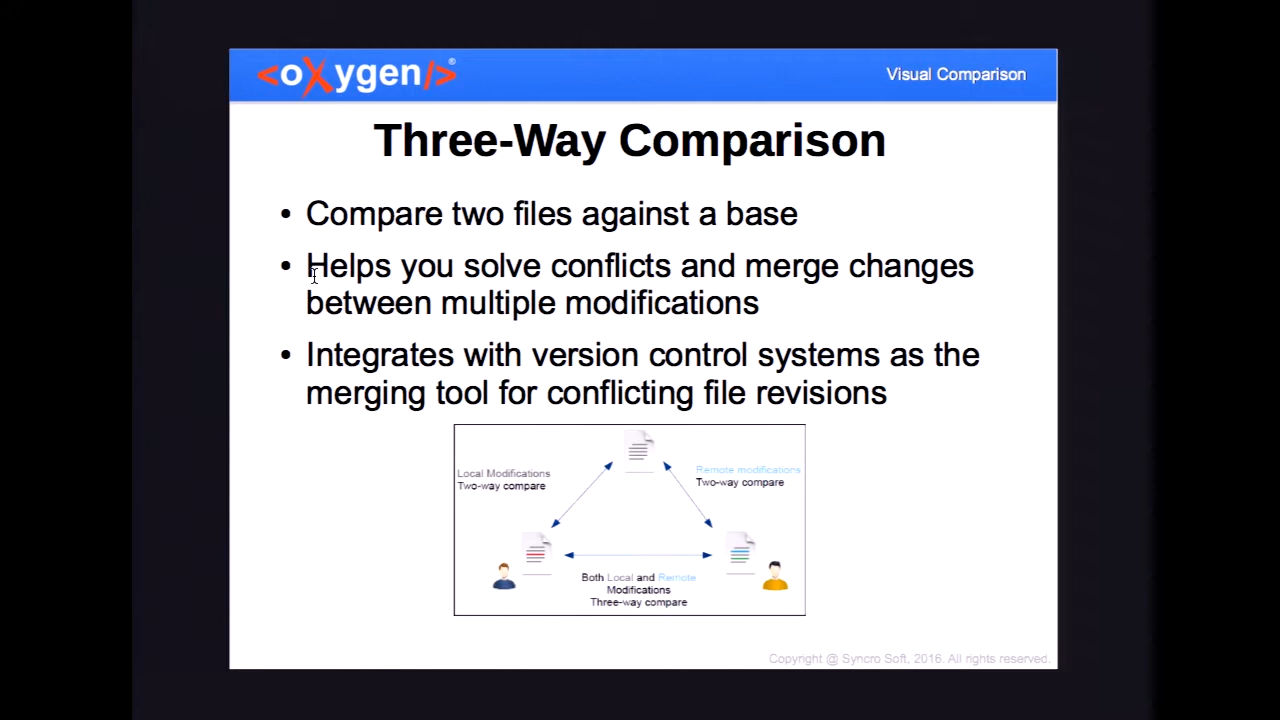 <oXygen/>®
Visual Comparison
Three-Way Comparison
• Compare two files against a base
• Helps you solve conflicts and merge changes
between multiple modifications
• Integrates with version control systems as the
merging tool for conflicting file revisions
Local Modifications
Two-way compare
Remote modifications
Two-way compare
Both Local and Remote
Modifications
Three-way compare
Copyright @ Syncro Soft, 2016. All rights reserved.